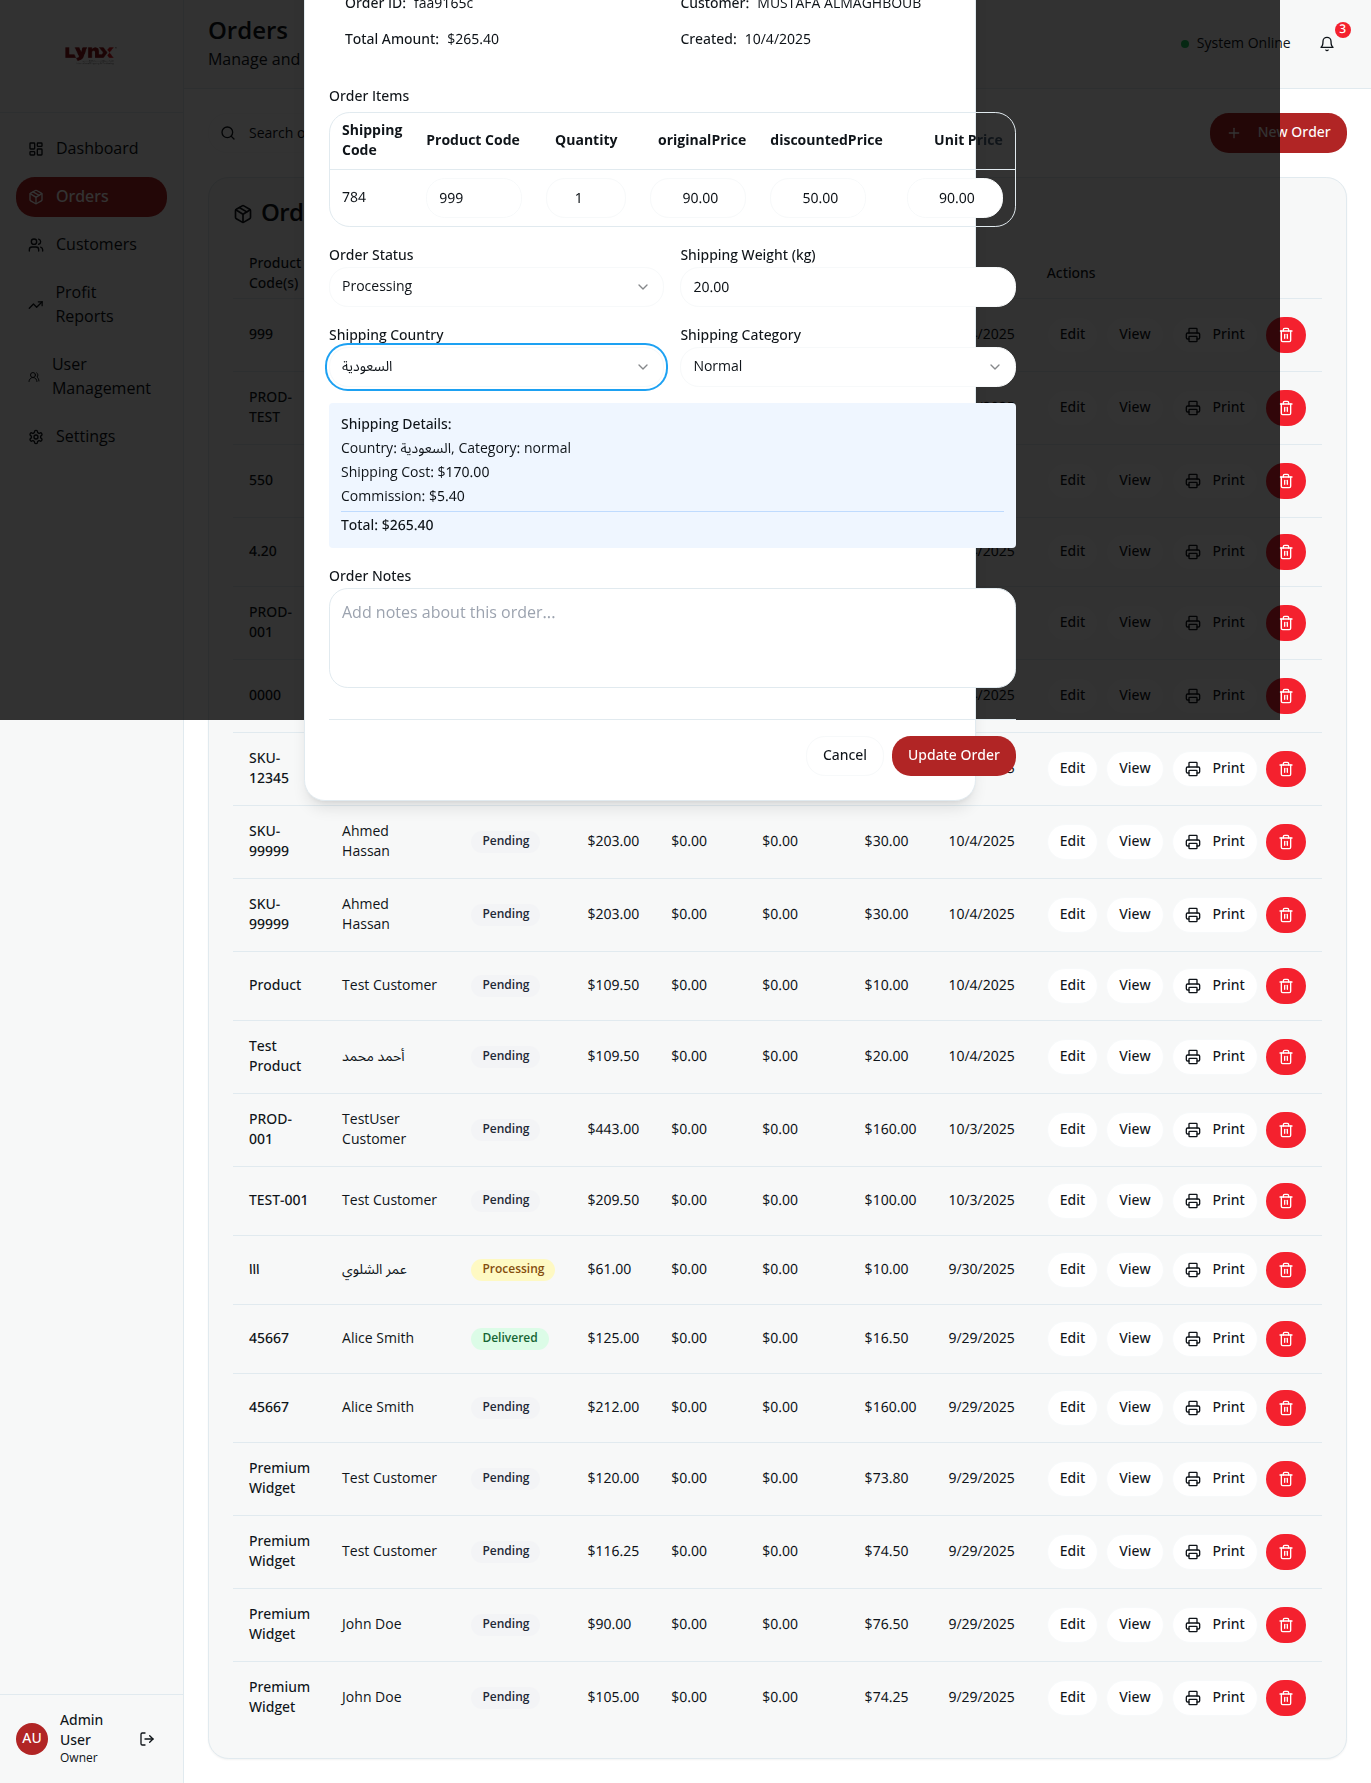 Lynx
Orders
Manage and
System Online
3
Order ID: faa9165c
Customer: MUSTAFA ALMAGHBOUB
Total Amount: $265.40
Created: 10/4/2025
Dashboard
Orders
Customers
Profit
Reports
User
Management
Settings
Search o
New Order
Order Items
Shipping Code Product Code Quantity originalPrice discountedPrice Unit Price
784 999 1 90.00 50.00 90.00
Order Status
Processing
Shipping Weight (kg)
20.00
Shipping Country
السعودية
Shipping Category
Normal
Shipping Details:
Country: السعودية, Category: normal
Shipping Cost: $170.00
Commission: $5.40
Total: $265.40
Order Notes
Add notes about this order...
Cancel
Update Order
Ord
Product Code(s) Actions
999 /2025 Edit View Print
PROD-TEST Edit View Print
550 Edit View Print
4.20 /2025 Edit View Print
PROD-001 Edit View Print
0000 /2025 Edit View Print
SKU-12345 5 Edit View Print
SKU-99999 Ahmed Hassan Pending $203.00 $0.00 $0.00 $30.00 10/4/2025 Edit View Print
SKU-99999 Ahmed Hassan Pending $203.00 $0.00 $0.00 $30.00 10/4/2025 Edit View Print
Product Test Customer Pending $109.50 $0.00 $0.00 $10.00 10/4/2025 Edit View Print
Test Product أحمد محمد Pending $109.50 $0.00 $0.00 $20.00 10/4/2025 Edit View Print
PROD-001 TestUser Customer Pending $443.00 $0.00 $0.00 $160.00 10/3/2025 Edit View Print
TEST-001 Test Customer Pending $209.50 $0.00 $0.00 $100.00 10/3/2025 Edit View Print
lll عمر الشلوي Processing $61.00 $0.00 $0.00 $10.00 9/30/2025 Edit View Print
45667 Alice Smith Delivered $125.00 $0.00 $0.00 $16.50 9/29/2025 Edit View Print
45667 Alice Smith Pending $212.00 $0.00 $0.00 $160.00 9/29/2025 Edit View Print
Premium Widget Test Customer Pending $120.00 $0.00 $0.00 $73.80 9/29/2025 Edit View Print
Premium Widget Test Customer Pending $116.25 $0.00 $0.00 $74.50 9/29/2025 Edit View Print
Premium Widget John Doe Pending $90.00 $0.00 $0.00 $76.50 9/29/2025 Edit View Print
Premium Widget John Doe Pending $105.00 $0.00 $0.00 $74.25 9/29/2025 Edit View Print
AU
Admin
User
Owner